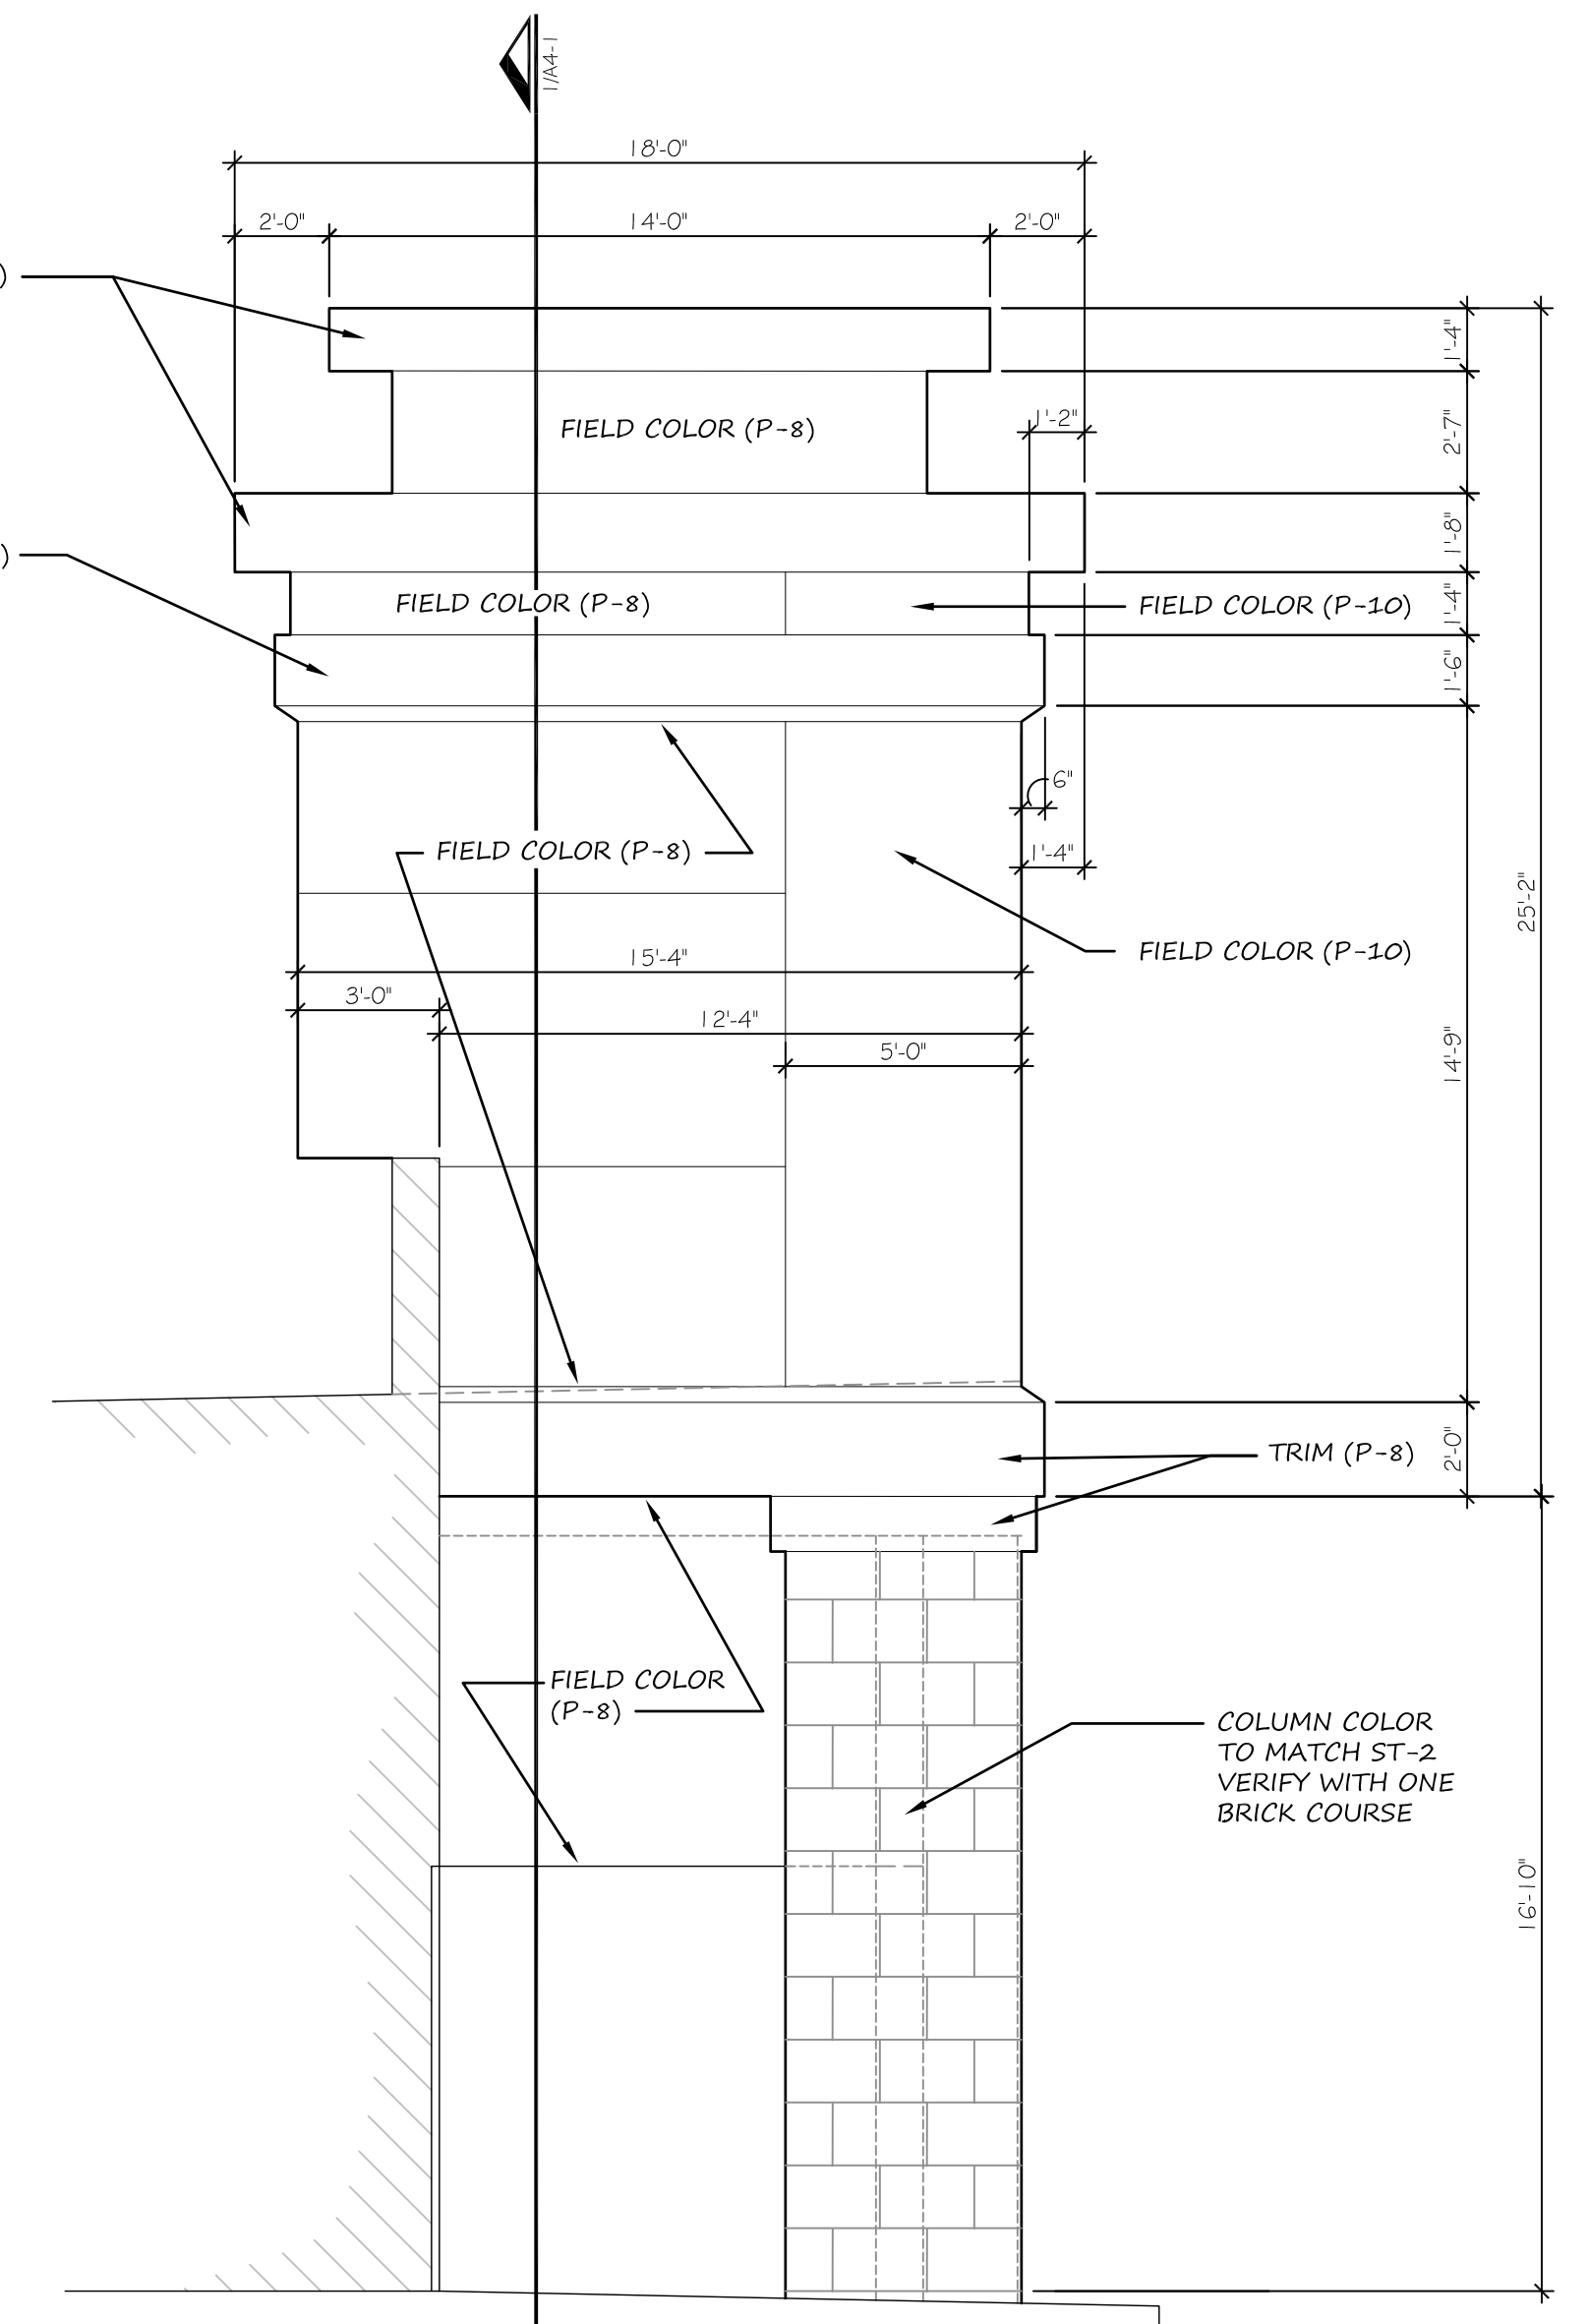 1/A4-1
18'-0"
2'-0"
14'-0"
2'-0"
)
1'-4"
1'-2"
2'-7"
FIELD COLOR (P-8)
1'-8"
)
FIELD COLOR (P-8)
FIELD COLOR (P-10)
1'-4"
1'-6"
6"
FIELD COLOR (P-8)
1'-4"
25'-2"
FIELD COLOR (P-10)
15'-4"
3'-0"
12'-4"
5'-0"
14'-9"
TRIM (P-8)
2'-0"
FIELD COLOR
(P-8)
COLUMN COLOR
TO MATCH ST-2
VERIFY WITH ONE
BRICK COURSE
16'-10"